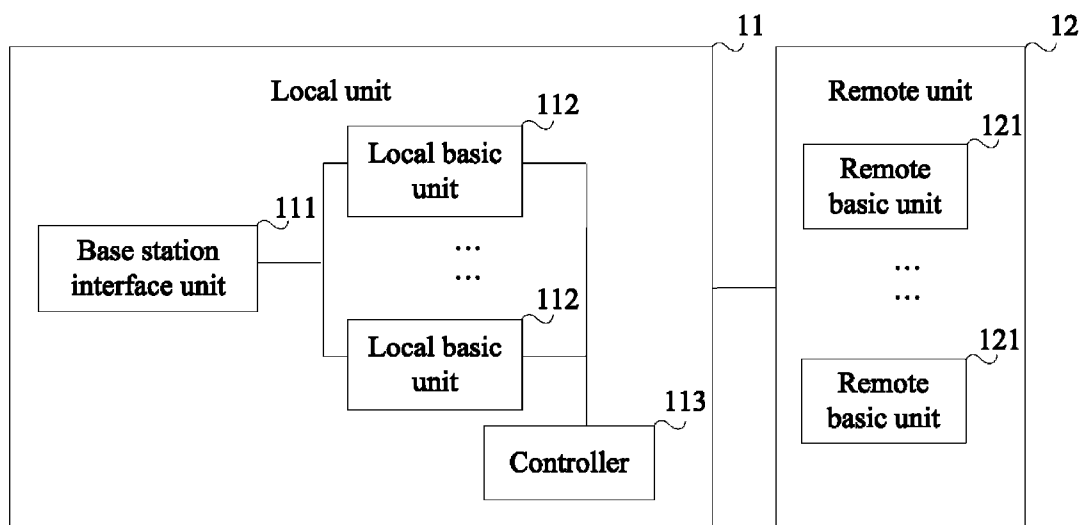 11
12
Local unit
Remote unit
112
Local basic
unit
121
Remote
basic unit
111
Base station
interface unit
...
...
...
...
112
Local basic
unit
121
Remote
basic unit
113
Controller